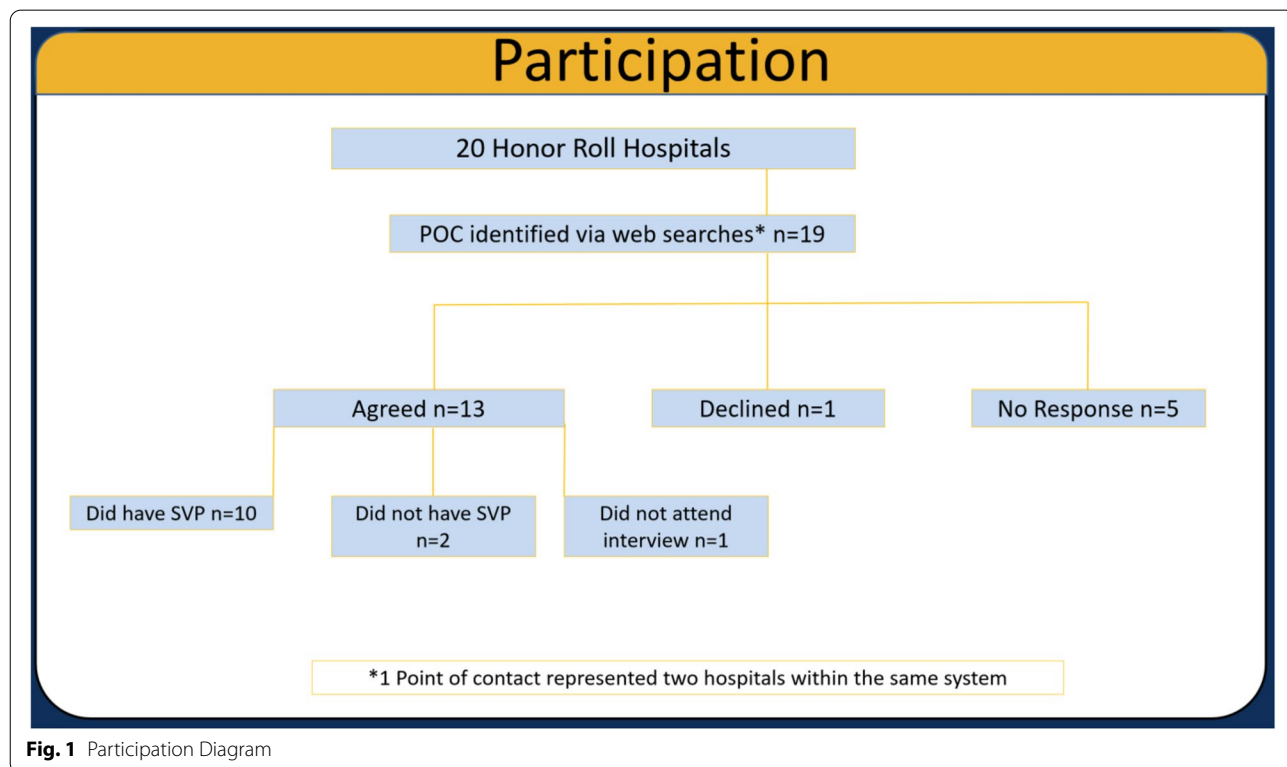 Participation
20 Honor Roll Hospitals
POC identified via web searches* n=19
Agreed n=13
Declined n=1
No Response n=5
Did have SVP n=10
Did not have SVP
n=2
Did not attend
interview n=1
*1 Point of contact represented two hospitals within the same system
Fig. 1 Participation Diagram